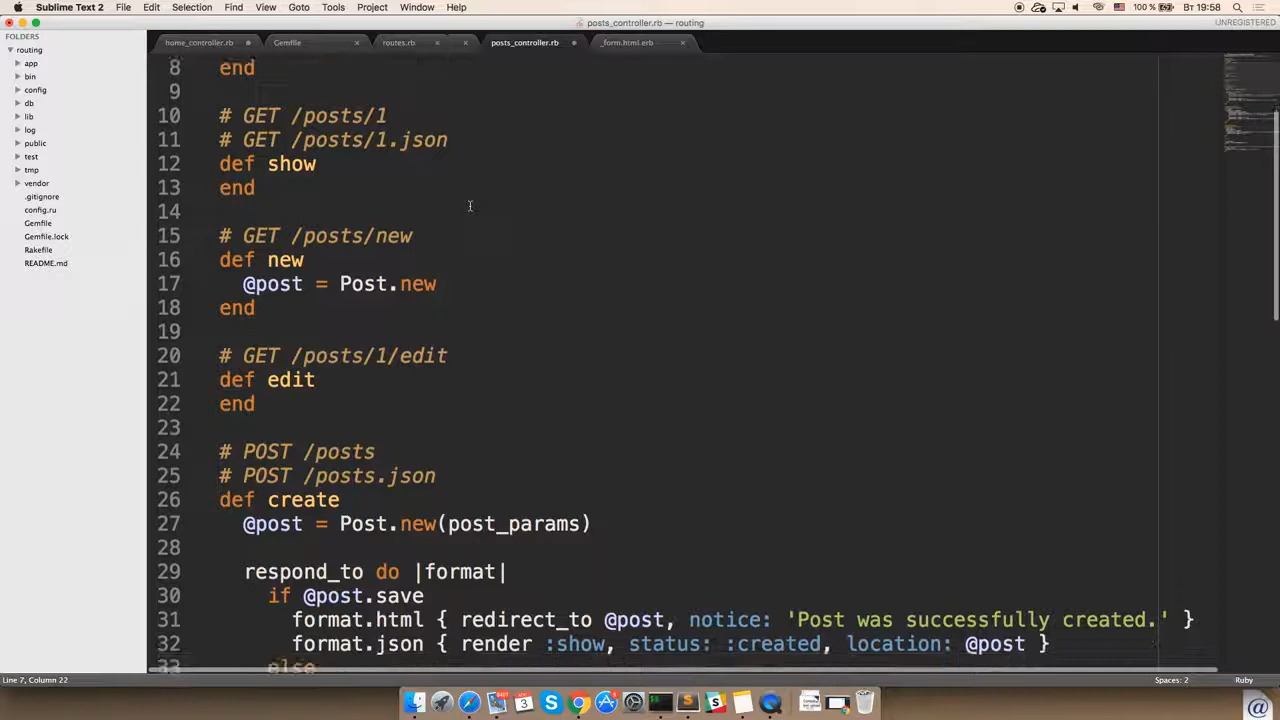 Sublime Text 2 File Edit Selection Find View Goto Tools Project Window Help 100 % Вт 19:58
posts_controller.rb — routing UNREGISTERED
FOLDERS
routing
app
bin
config
db
lib
log
public
test
tmp
vendor
.gitignore
config.ru
Gemfile
Gemfile.lock
Rakefile
README.md
home_controller.rb Gemfile routes.rb posts_controller.rb _form.html.erb
8 end
9
10 # GET /posts/1
11 # GET /posts/1.json
12 def show
13 end
14
15 # GET /posts/new
16 def new
17 @post = Post.new
18 end
19
20 # GET /posts/1/edit
21 def edit
22 end
23
24 # POST /posts
25 # POST /posts.json
26 def create
27 @post = Post.new(post_params)
28
29 respond_to do |format|
30 if @post.save
31 format.html { redirect_to @post, notice: 'Post was successfully created.' }
32 format.json { render :show, status: :created, location: @post }
33 else
Line 7, Column 22 Spaces: 2 Ruby